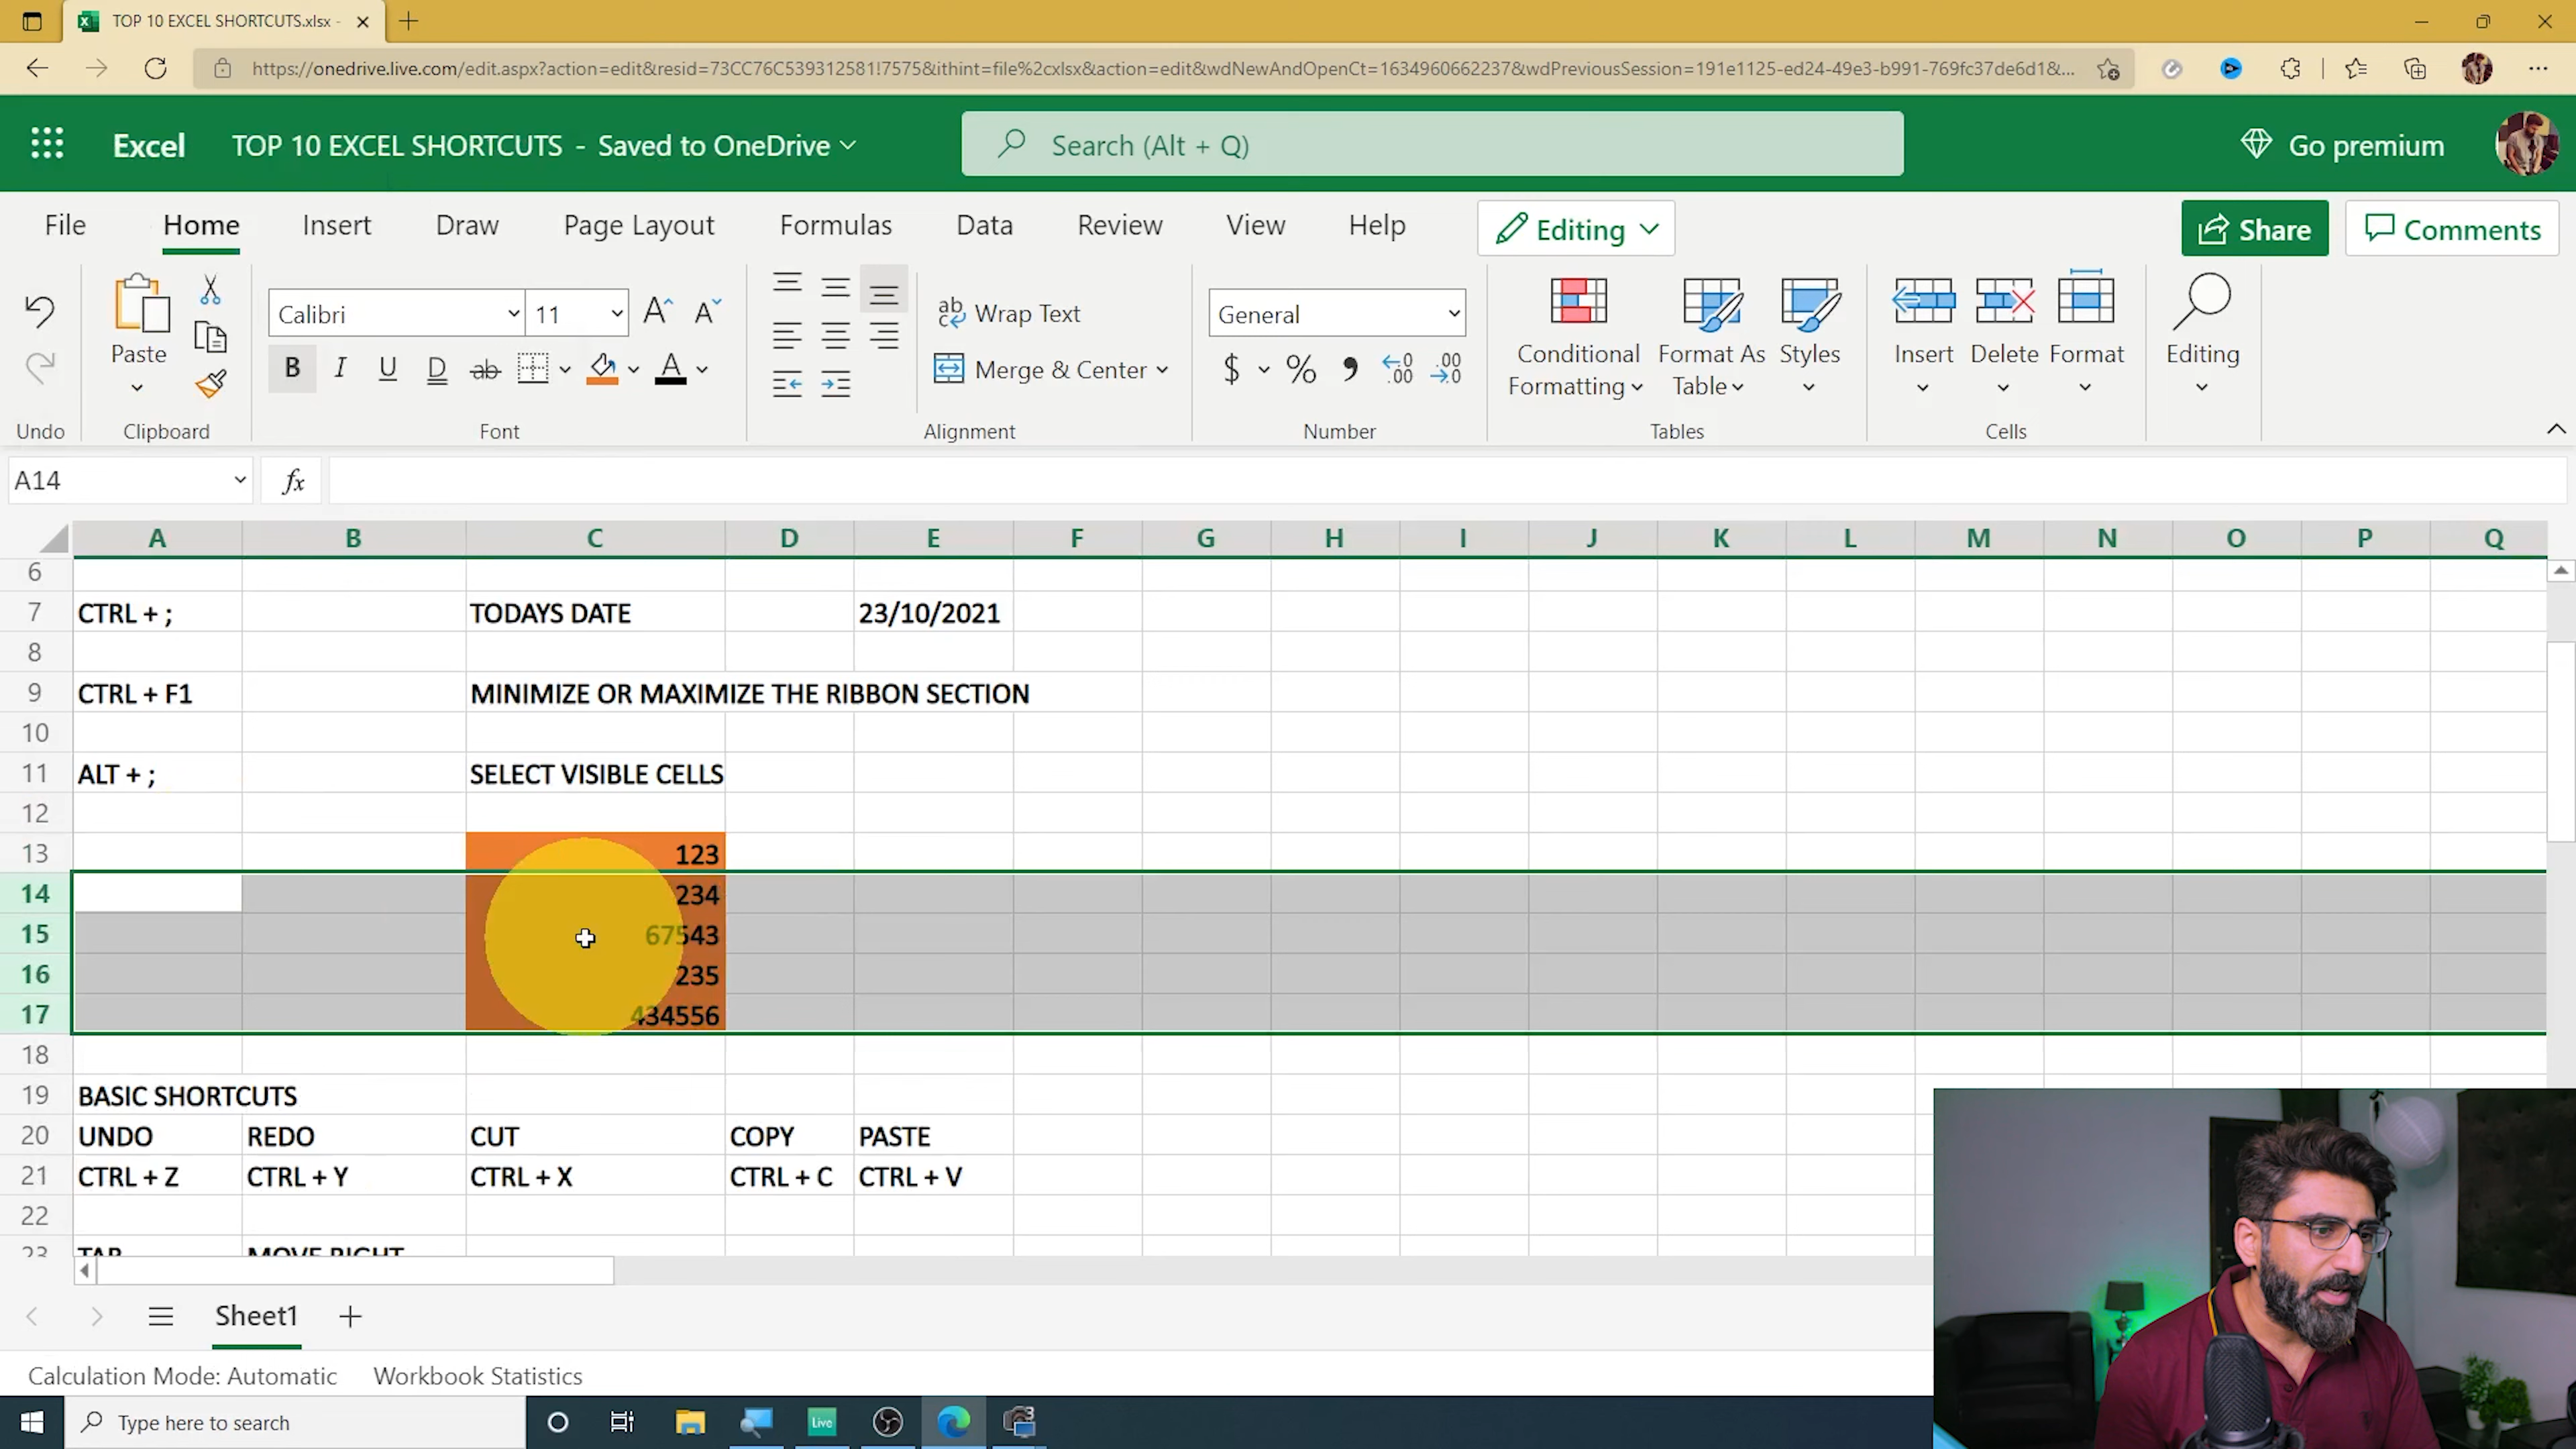 TOP 10 EXCEL SHORTCUTS.xlsx -
https://onedrive.live.com/edit.aspx?action=edit&resid=73CC76C539312581!7575&ithint=file%2cxlsx&action=edit&wdNewAndOpenCt=1634960662237&wdPreviousSession=191e1125-ed24-49e3-b991-769fc37de6d1&...
Excel TOP 10 EXCEL SHORTCUTS - Saved to OneDrive Search (Alt + Q) Go premium
File Home Insert Draw Page Layout Formulas Data Review View Help Editing Share Comments
Paste Calibri 11 Wrap Text General Conditional Formatting Format As Table Styles Insert Delete Format Editing
B I U D ab Merge & Center $ % .00 .00
Undo Clipboard Font Alignment Number Tables Cells
A14 fx
A B C D E F G H I J K L M N O P Q
6
7 CTRL + ; TODAYS DATE 23/10/2021
8
9 CTRL + F1 MINIMIZE OR MAXIMIZE THE RIBBON SECTION
10
11 ALT + ; SELECT VISIBLE CELLS
12
13 123
14 234
15 67543
16 235
17 434556
18
19 BASIC SHORTCUTS
20 UNDO REDO CUT COPY PASTE
21 CTRL + Z CTRL + Y CTRL + X CTRL + C CTRL + V
22
23 TAB MOVE RIGHT
Sheet1
Calculation Mode: Automatic Workbook Statistics
Type here to search Live